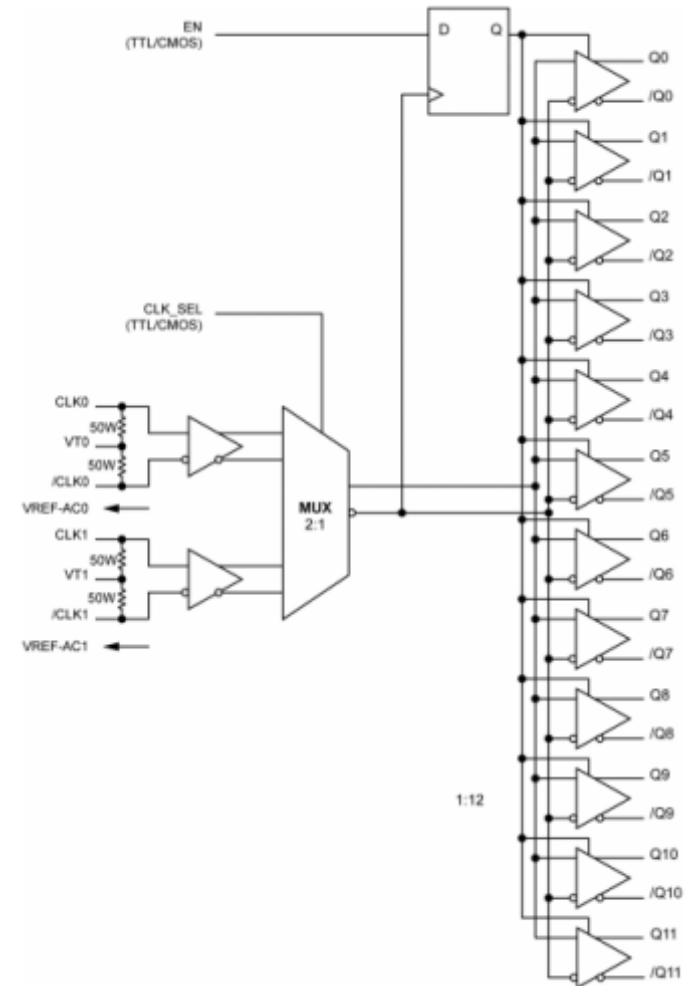 EN
(TTL/CMOS)
D Q
Q0
/Q0
Q1
/Q1
Q2
/Q2
Q3
/Q3
CLK_SEL
(TTL/CMOS)
Q4
/Q4
CLK0
50W
VT0
50W
/CLK0
VREF-AC0
CLK1
50W
VT1
50W
/CLK1
VREF-AC1
MUX
2:1
Q5
/Q5
Q6
/Q6
Q7
/Q7
Q8
/Q8
1:12
Q9
/Q9
Q10
/Q10
Q11
/Q11